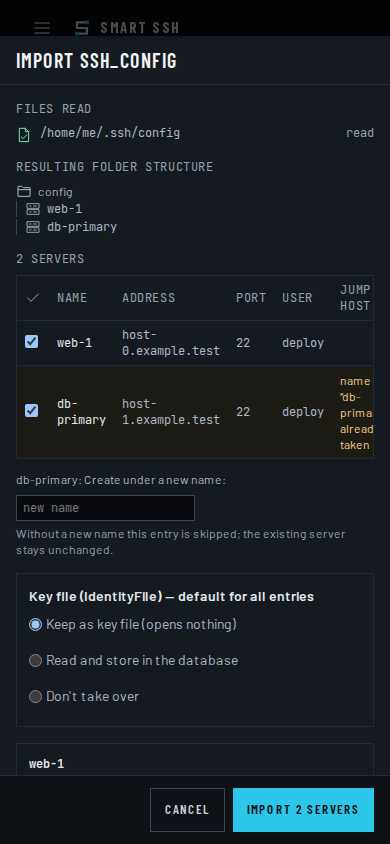 SMART SSH
IMPORT SSH_CONFIG
FILES READ
/home/me/.ssh/config read
RESULTING FOLDER STRUCTURE
config
web-1
db-primary
2 SERVERS
NAME ADDRESS PORT USER JUMP HOST
web-1 host-0.example.test 22 deploy
db-primary host-1.example.test 22 deploy name "db-prima alread taken
db-primary: Create under a new name:
new name
Without a new name this entry is skipped; the existing server
stays unchanged.
Key file (IdentityFile) — default for all entries
Keep as key file (opens nothing)
Read and store in the database
Don't take over
web-1
CANCEL IMPORT 2 SERVERS